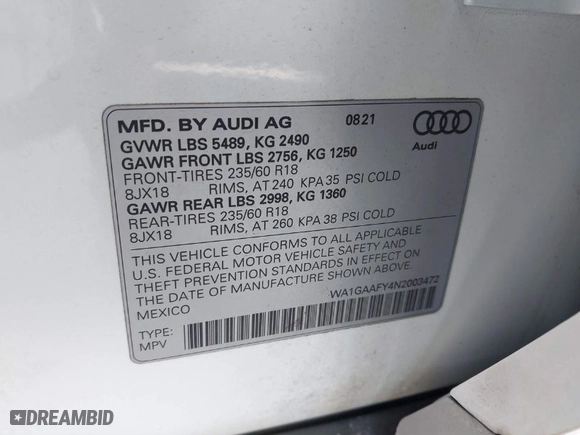 MFD. BY AUDI AG 08 21
GVWR LBS 5489, KG 2490
GAWR FRONT LBS 2756, KG 1250
FRONT-TIRES 235/60 R18
8JX18 RIMS, AT 240 KPA 35 PSI COLD
GAWR REAR LBS 2998, KG 1360
REAR-TIRES 235/60 R18
8JX18 RIMS, AT 260 KPA 38 PSI COLD
Audi
THIS VEHICLE CONFORMS TO ALL APPLICABLE
U.S. FEDERAL MOTOR VEHICLE SAFETY AND
THEFT PREVENTION STANDARDS IN EFFECT ON
THE DATE OF MANUFACTURE SHOWN ABOVE.
MEXICO
WA1GAAFY4N2003472
TYPE:
MPV
DREAMBID